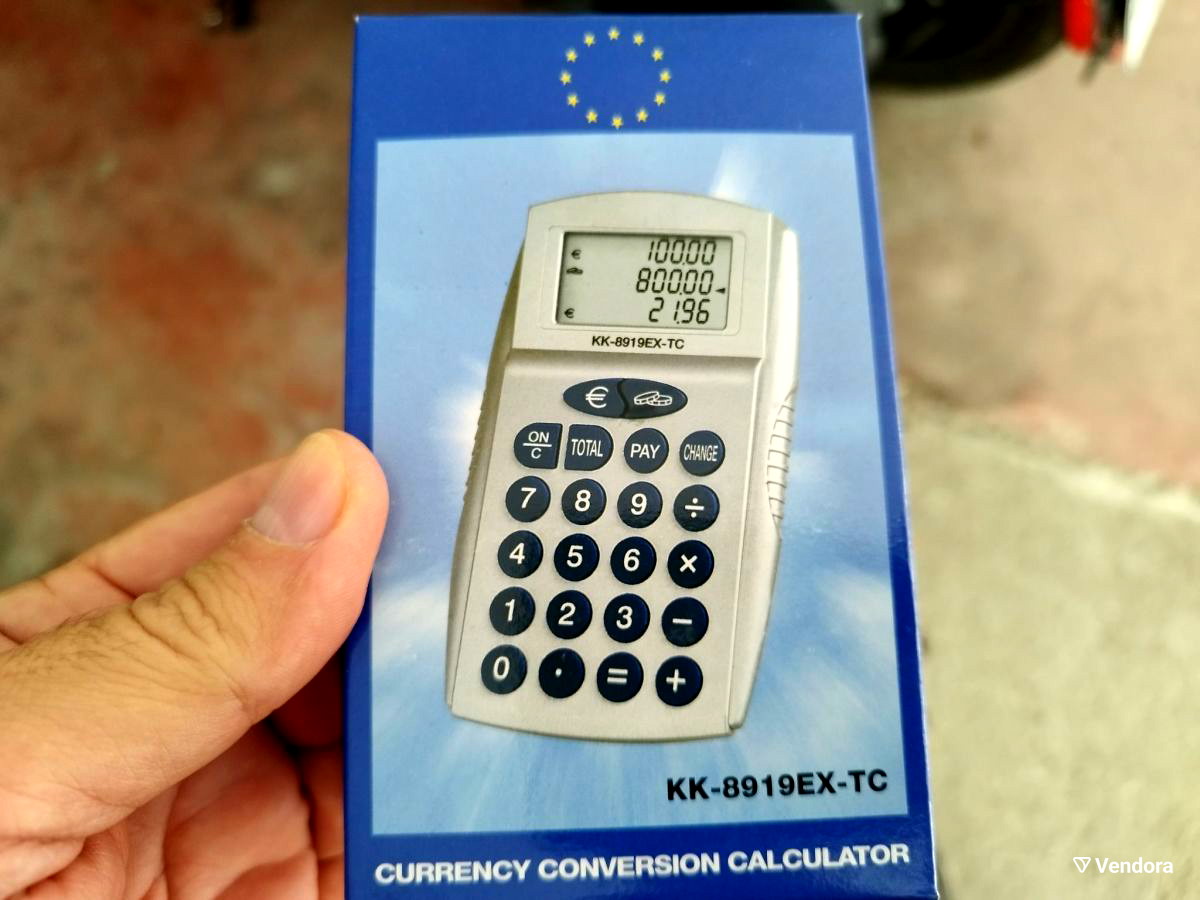 € 100.00
800.00
€ 21.96
KK-8919EX-TC
€
ON/C TOTAL PAY CHANGE
7 8 9 ÷
4 5 6 ×
1 2 3 −
0 . = +
KK-8919EX-TC
CURRENCY CONVERSION CALCULATOR
Vendora